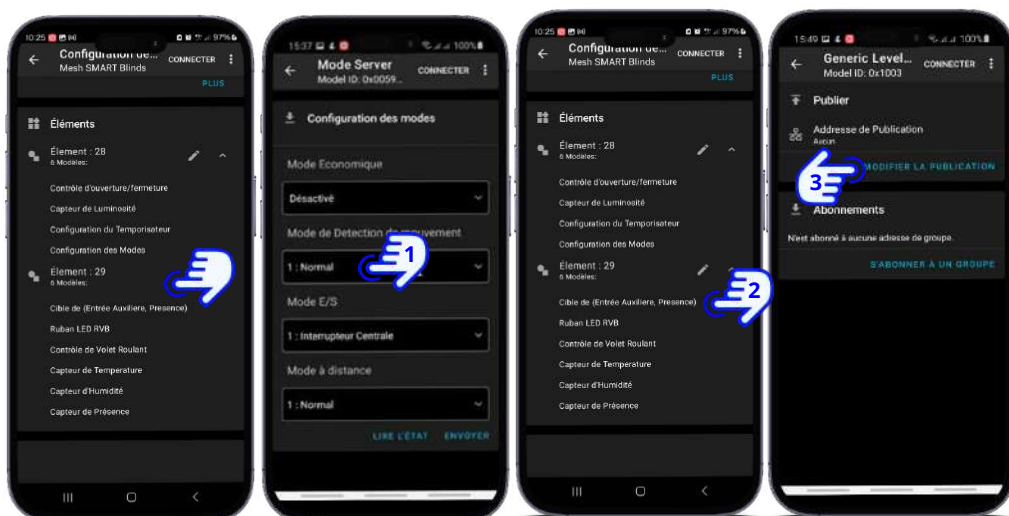 10:25 97%
Configuration de... CONNECTER
Mesh SMART Blinds
PLUS
Éléments
Élement : 28
6 Modèles:
Contrôle d'ouverture/fermeture
Capteur de Luminosité
Configuration du Temporisateur
Configuration des Modes
Élement : 29
6 Modèles:
Cible de (Entrée Auxiliere, Presence)
Ruban LED RVB
Contrôle de Volet Roulant
Capteur de Temperature
Capteur d'Humidité
Capteur de Présence
15:37 100%
Mode Server CONNECTER
Model ID: 0x0059..
Configuration des modes
Mode Economique
Désactivé
Mode de Detection de mouvement
1 : Normal
1
Mode E/S
1 : Interrupteur Centrale
Mode à distance
1 : Normal
LIRE L'ÉTAT ENVOYER
10:25 97%
Configuration de... CONNECTER
Mesh SMART Blinds
PLUS
Éléments
Élement : 28
6 Modèles:
Contrôle d'ouverture/fermeture
Capteur de Luminosité
Configuration du Temporisateur
Configuration des Modes
Élement : 29
6 Modèles:
2
Cible de (Entrée Auxiliere, Presence)
Ruban LED RVB
Contrôle de Volet Roulant
Capteur de Temperature
Capteur d'Humidité
Capteur de Présence
15:49 100%
Generic Level... CONNECTER
Model ID: 0x1003
Publier
Addresse de Publication
Aucun
MODIFIER LA PUBLICATION
3
Abonnements
N'est abonné à aucune adresse de groupe.
S'ABONNER À UN GROUPE